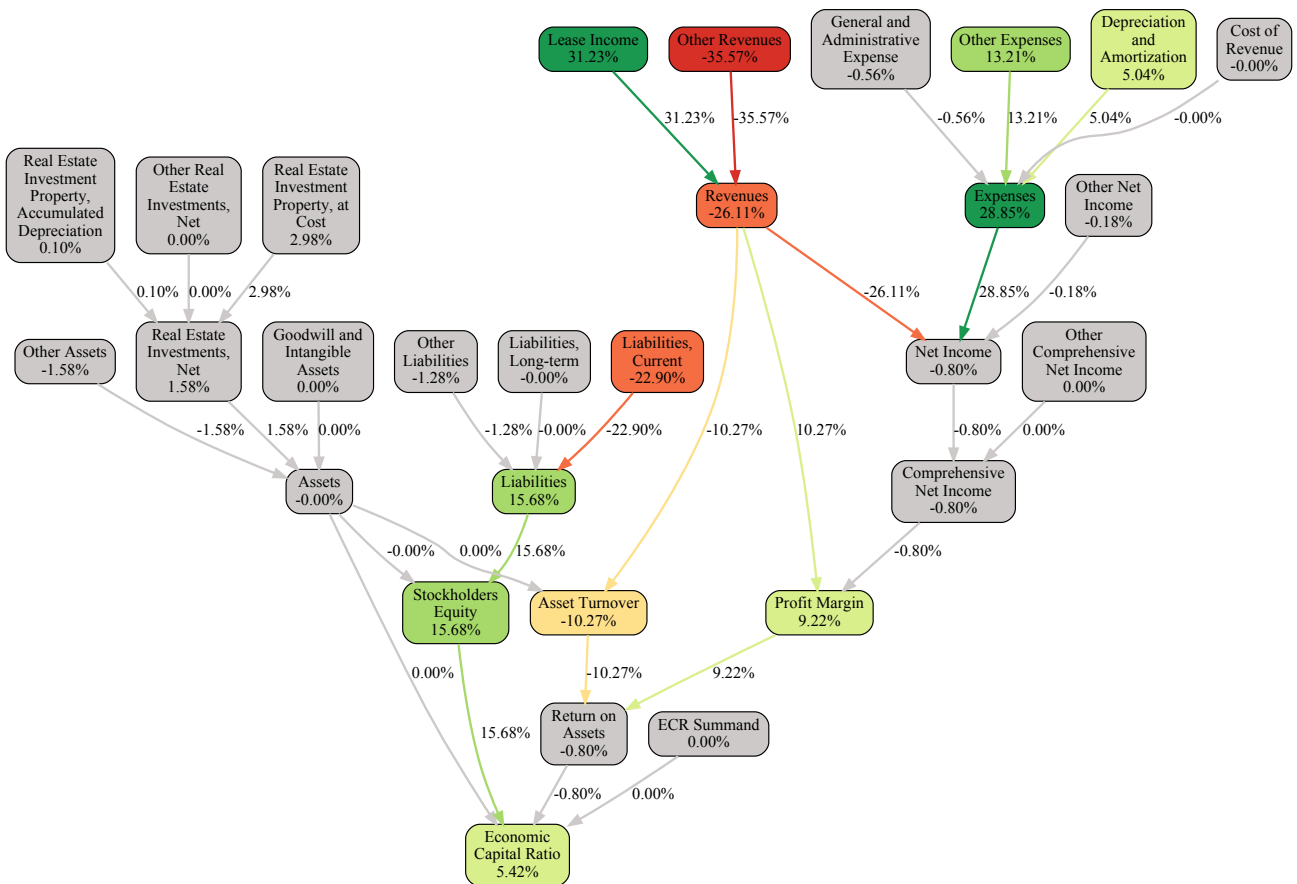 Lease Income
31.23%
Other Revenues
-35.57%
General and
Administrative
Expense
-0.56%
Other Expenses
13.21%
Depreciation
and
Amortization
5.04%
Cost of
Revenue
-0.00%
31.23%
-35.57%
-0.56%
13.21%
5.04%
-0.00%
Real Estate
Investment
Property,
Accumulated
Depreciation
0.10%
Other Real
Estate
Investments,
Net
0.00%
Real Estate
Investment
Property, at
Cost
2.98%
Revenues
-26.11%
Expenses
28.85%
Other Net
Income
-0.18%
0.10%
0.00%
2.98%
-26.11%
28.85%
-0.18%
Other Assets
-1.58%
Real Estate
Investments,
Net
1.58%
Goodwill and
Intangible
Assets
0.00%
Other
Liabilities
-1.28%
Liabilities,
Long-term
-0.00%
Liabilities,
Current
-22.90%
Net Income
-0.80%
Other
Comprehensive
Net Income
0.00%
-1.58%
1.58%
0.00%
-1.28%
-0.00%
-22.90%
-10.27%
10.27%
-0.80%
0.00%
Assets
-0.00%
Liabilities
15.68%
Comprehensive
Net Income
-0.80%
-0.00%
0.00%
15.68%
-0.80%
Stockholders
Equity
15.68%
Asset Turnover
-10.27%
Profit Margin
9.22%
0.00%
-10.27%
9.22%
15.68%
Return on
Assets
-0.80%
ECR Summand
0.00%
-0.80%
0.00%
Economic
Capital Ratio
5.42%